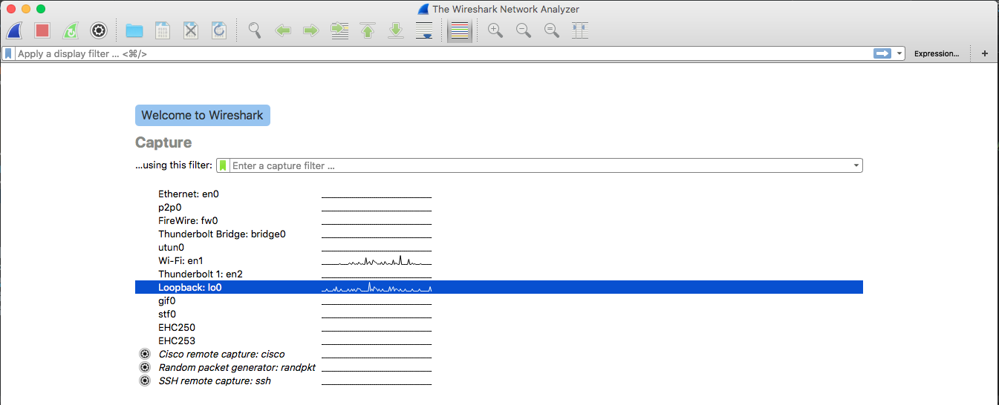 The Wireshark Network Analyzer
Apply a display filter ... <⌘/>
Expression...
+
Welcome to Wireshark
Capture
...using this filter: Enter a capture filter ...
Ethernet: en0
p2p0
FireWire: fw0
Thunderbolt Bridge: bridge0
utun0
Wi-Fi: en1
Thunderbolt 1: en2
Loopback: lo0
gif0
stf0
EHC250
EHC253
Cisco remote capture: cisco
Random packet generator: randpkt
SSH remote capture: ssh